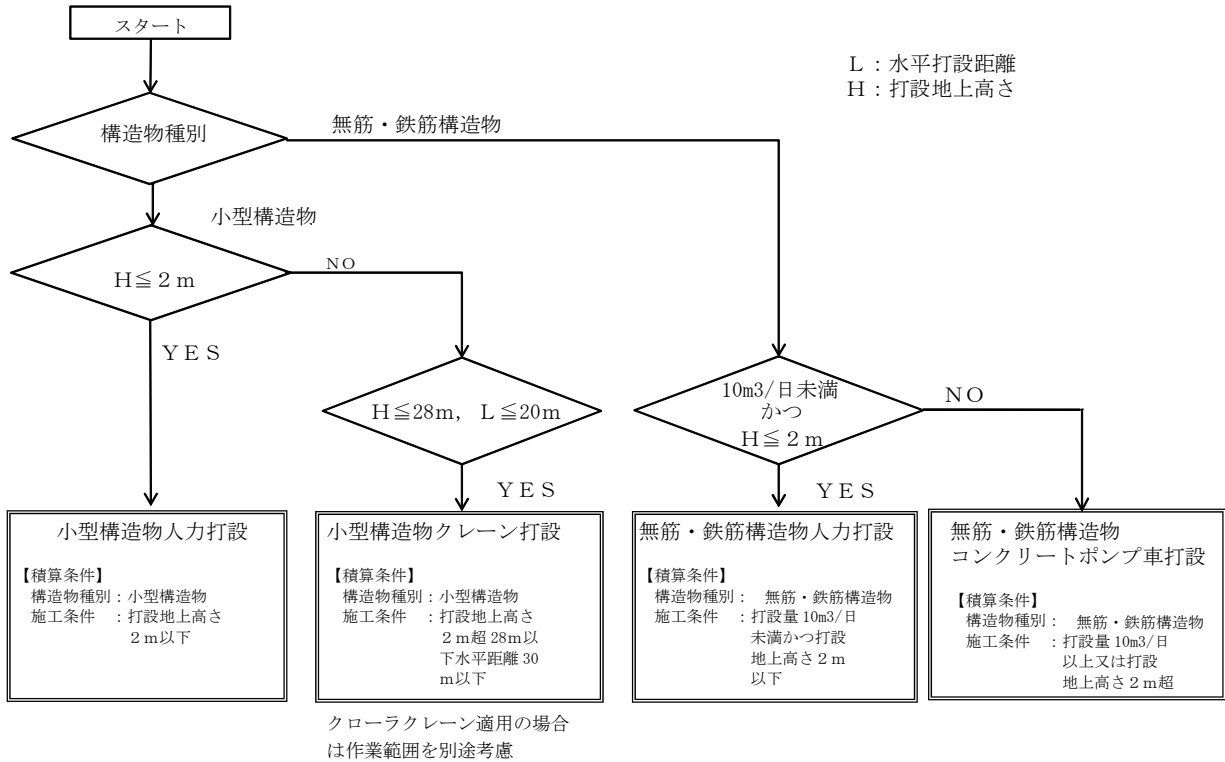 スタート
L:水平打設距離
H:打設地上高さ
構造物種別
無筋・鉄筋構造物
小型構造物
H≦2m
NO
YES
H≦28m, L≦20m
10m3/日未満
かつ
H≦2m
NO
YES
YES
小型構造物人力打設
【積算条件】
構造物種別:小型構造物
施工条件 :打設地上高さ
2m以下
小型構造物クレーン打設
【積算条件】
構造物種別:小型構造物
施工条件 :打設地上高さ
2m超 28m以
下水平距離 30
m以下
無筋・鉄筋構造物人力打設
【積算条件】
構造物種別: 無筋・鉄筋構造物
施工条件 :打設量 10m3/日
未満かつ打設
地上高さ2m
以下
無筋・鉄筋構造物
コンクリートポンプ車打設
【積算条件】
構造物種別: 無筋・鉄筋構造物
施工条件 :打設量 10m3/日
以上又は打設
地上高さ2m超
クローラクレーン適用の場合
は作業範囲を別途考慮